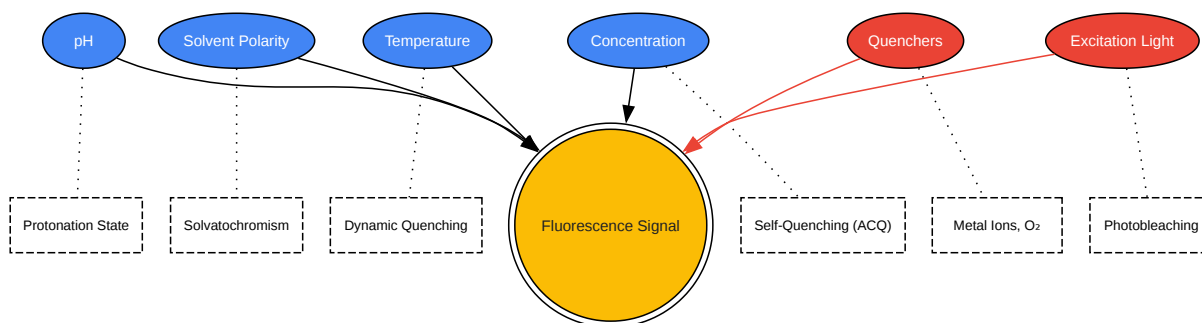 pH
Solvent Polarity
Temperature
Concentration
Quenchers
Excitation Light
Protonation State
Solvatochromism
Dynamic Quenching
Fluorescence Signal
Self-Quenching (ACQ)
Metal Ions, O₂
Photobleaching